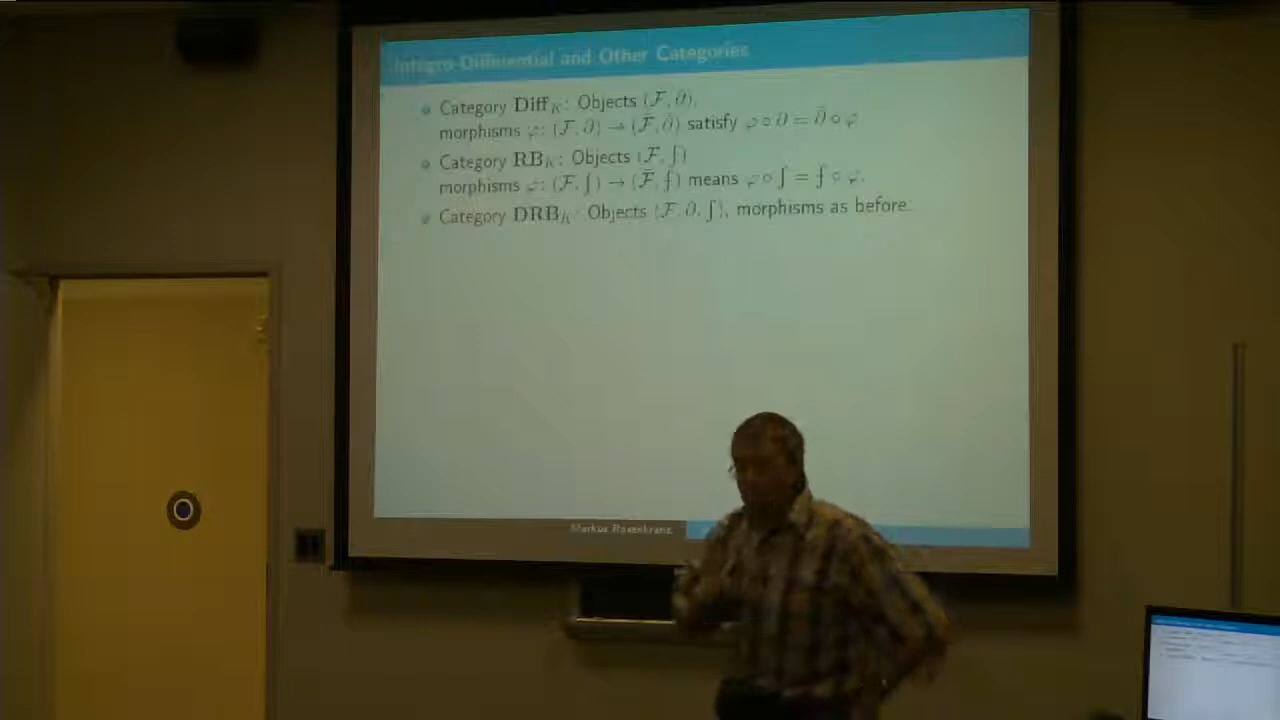 Integro-Differential and Other Categories
Category Diff_K: Objects (ℱ, ∂),
morphisms φ: (ℱ, ∂) → (ℱ̄, ∂̄) satisfy φ ∘ ∂ = ∂̄ ∘ φ
Category RB_K: Objects (ℱ, ∫)
morphisms φ: (ℱ, ∫) → (ℱ̄, ⨍) means φ ∘ ∫ = ⨍ ∘ φ.
Category DRB_K: Objects (ℱ, ∂, ∫), morphisms as before.
Markus Rosenkranz